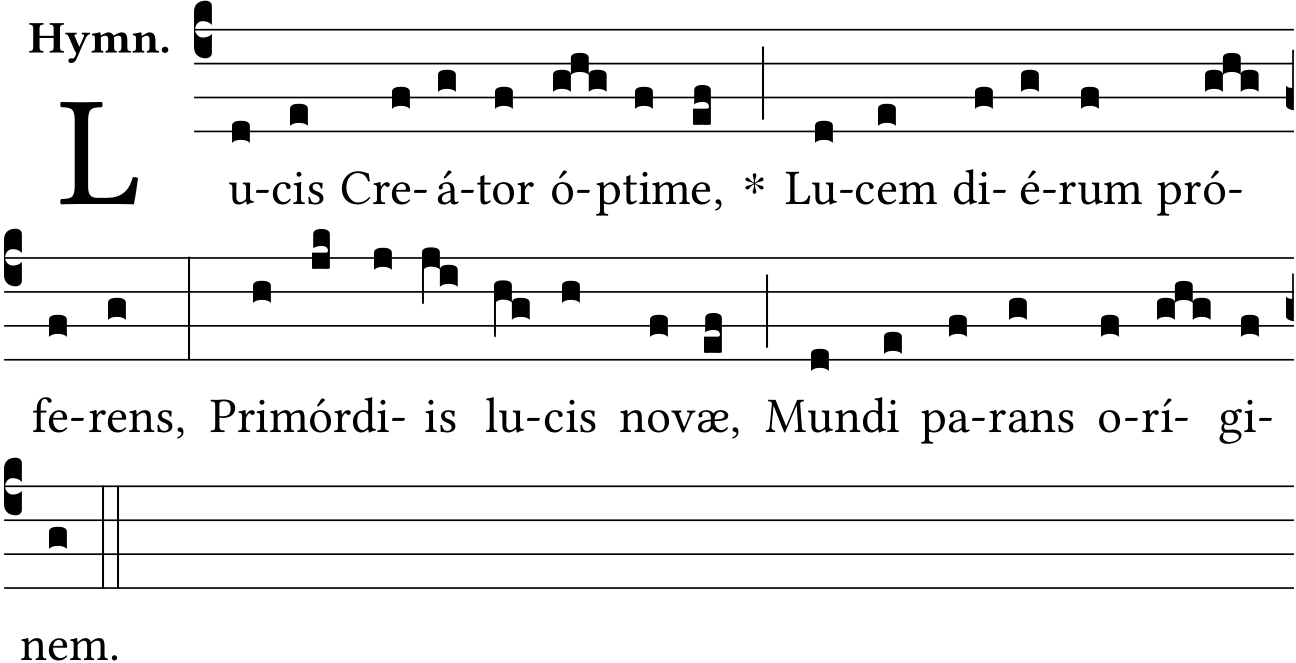 Hymn.
Lu-cis Cre-á-tor ó-ptime, * Lu-cem di-é-rum pró-
fe-rens, Primórdi-is lu-cis novæ, Mundi pa-rans o-rí-gi-
nem.